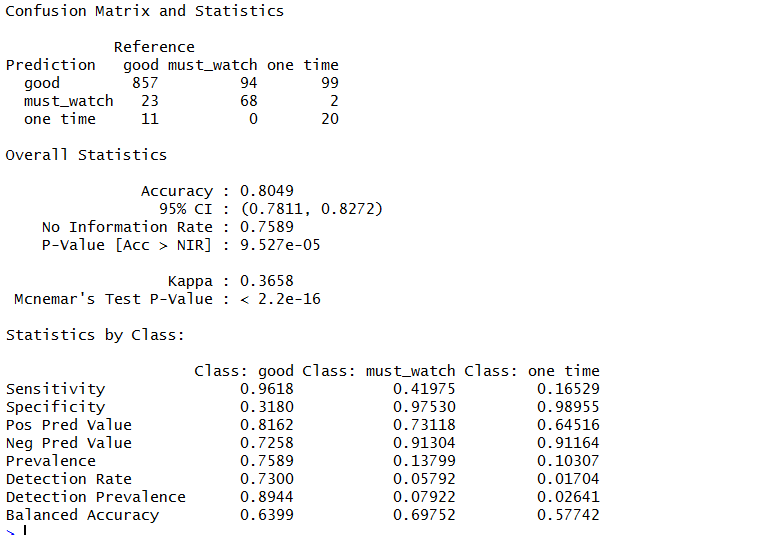 Confusion Matrix and Statistics
Reference
Prediction good must_watch one time
good 857 94 99
must_watch 23 68 2
one time 11 0 20
Overall Statistics
Accuracy : 0.8049
95% CI : (0.7811, 0.8272)
No Information Rate : 0.7589
P-Value [Acc > NIR] : 9.527e-05
Kappa : 0.3658
Mcnemar's Test P-Value : < 2.2e-16
Statistics by Class:
Class: good Class: must_watch Class: one time
Sensitivity 0.9618 0.41975 0.16529
Specificity 0.3180 0.97530 0.98955
Pos Pred Value 0.8162 0.73118 0.64516
Neg Pred Value 0.7258 0.91304 0.91164
Prevalence 0.7589 0.13799 0.10307
Detection Rate 0.7300 0.05792 0.01704
Detection Prevalence 0.8944 0.07922 0.02641
Balanced Accuracy 0.6399 0.69752 0.57742
>